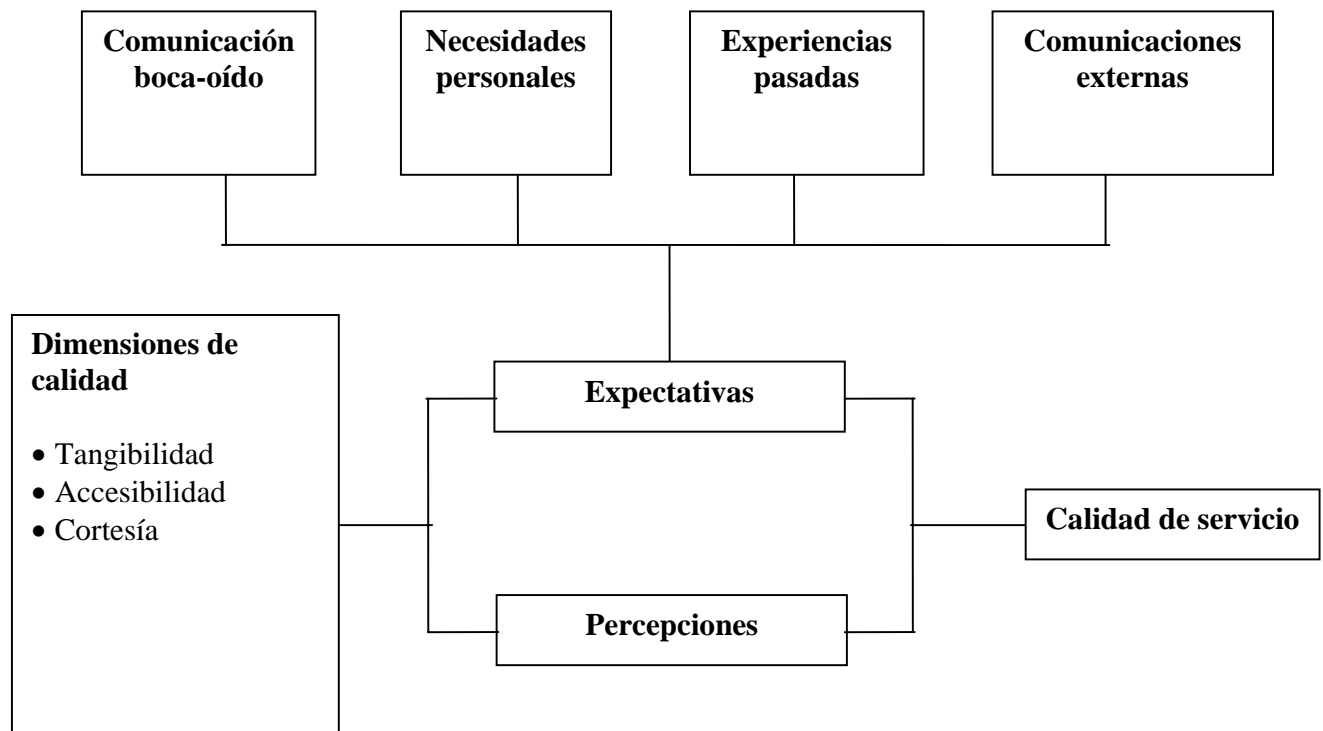 Comunicación
boca-oído
Necesidades
personales
Experiencias
pasadas
Comunicaciones
externas
Dimensiones de
calidad
• Tangibilidad
• Accesibilidad
• Cortesía
Expectativas
Calidad de servicio
Percepciones